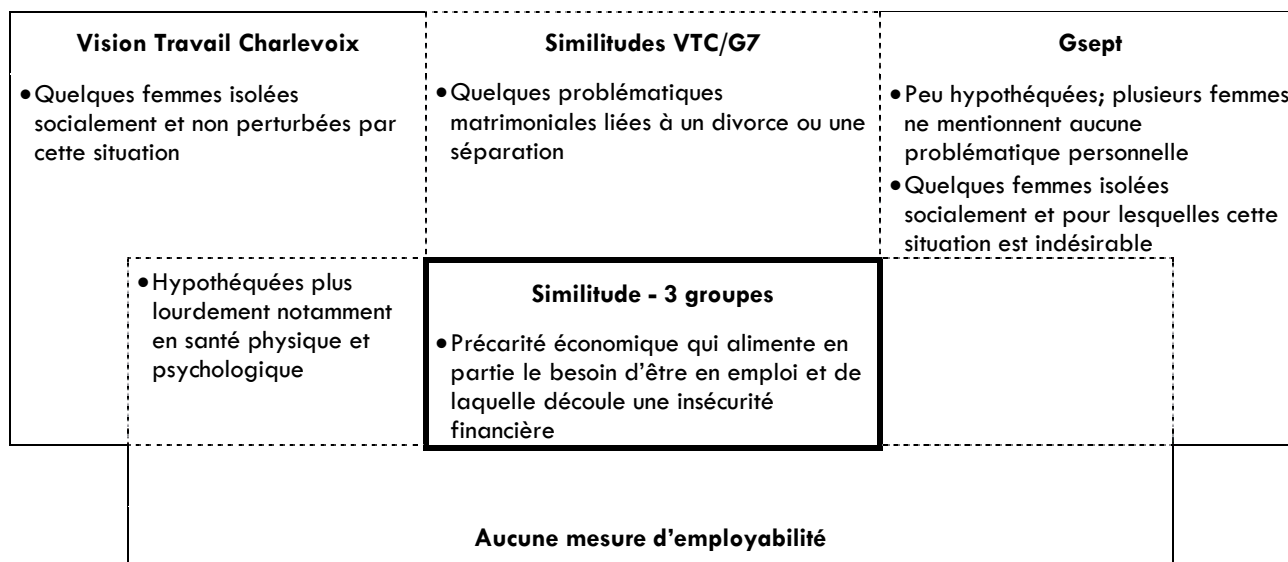 Vision Travail Charlevoix
• Quelques femmes isolées
socialement et non perturbées par
cette situation
Similitudes VTC/G7
• Quelques problématiques
matrimoniales liées à un divorce ou une
séparation
Gsept
• Peu hypothéquées; plusieurs femmes
ne mentionnent aucune
problématique personnelle
• Quelques femmes isolées
socialement et pour lesquelles cette
situation est indésirable
• Hypothéquées plus
lourdement notamment
en santé physique et
psychologique
Similitude - 3 groupes
• Précarité économique qui alimente en
partie le besoin d'être en emploi et de
laquelle découle une insécurité
financière
Aucune mesure d'employabilité